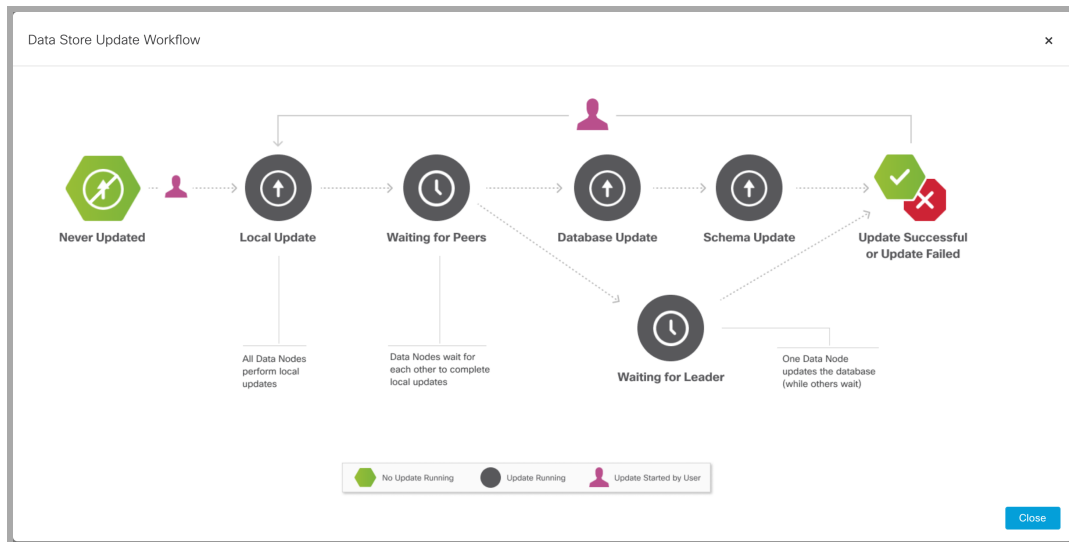 Data Store Update Workflow
×
Never Updated
Local Update
Waiting for Peers
Database Update
Schema Update
Update Successful
or Update Failed
All Data Nodes
perform local
updates
Data Nodes wait for
each other to complete
local updates
Waiting for Leader
One Data Node
updates the database
(while others wait)
No Update Running
Update Running
Update Started by User
Close